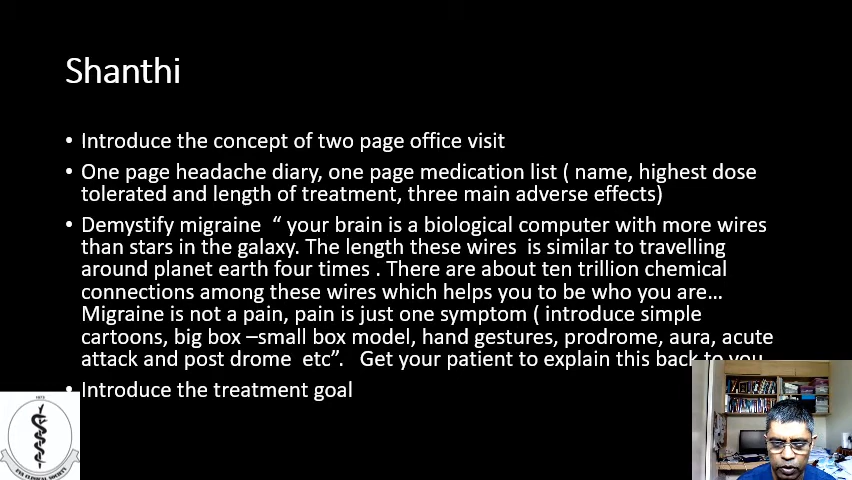 Shanthi
• Introduce the concept of two page office visit
• One page headache diary, one page medication list ( name, highest dose
tolerated and length of treatment, three main adverse effects)
• Demystify migraine “ your brain is a biological computer with more wires
than stars in the galaxy. The length these wires is similar to travelling
around planet earth four times . There are about ten trillion chemical
connections among these wires which helps you to be who you are…
Migraine is not a pain, pain is just one symptom ( introduce simple
cartoons, big box –small box model, hand gestures, prodrome, aura, acute
attack and post drome etc”. Get your patient to explain this back to you
• Introduce the treatment goal
CLINICAL SOCIETY